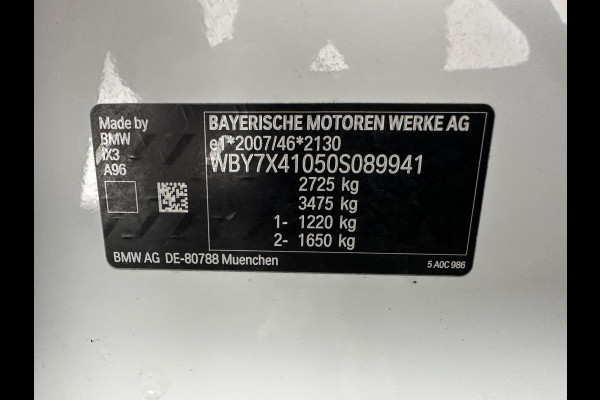 Made by
BMW
iX3
A96
BAYERISCHE MOTOREN WERKE AG
e1*2007/46*2130
WBY7X41050S089941
2725 kg
3475 kg
1- 1220 kg
2- 1650 kg
BMW AG DE-80788 Muenchen
5 A0C 986